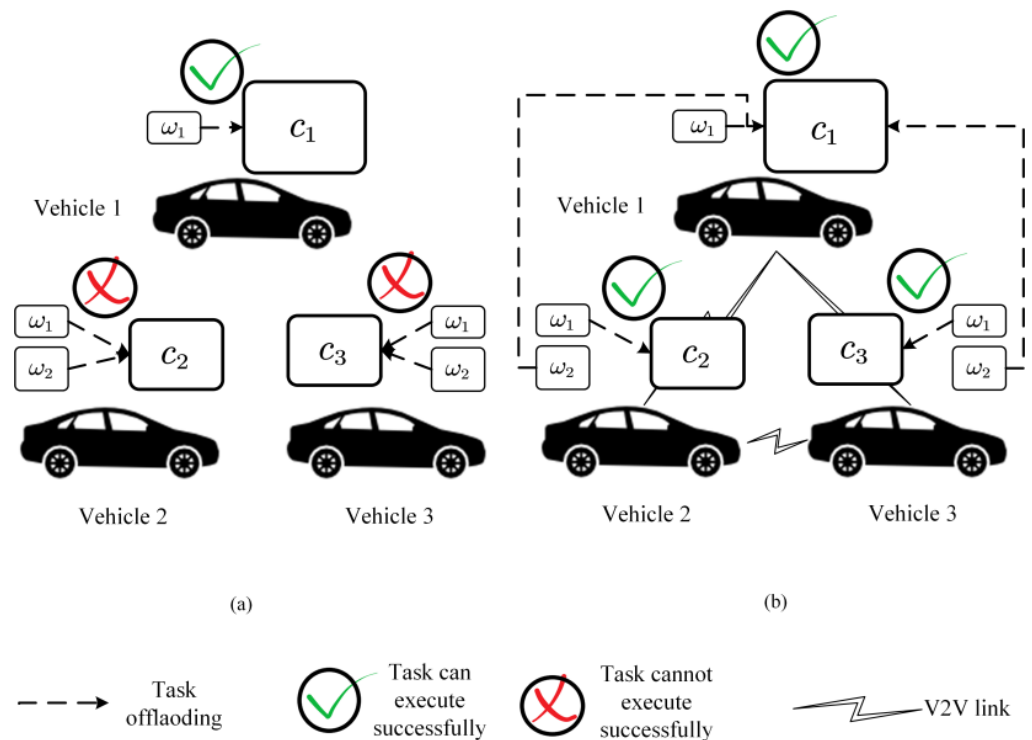 ω₁
c₁
Vehicle 1
ω₁
ω₂
c₂
c₃
ω₁
ω₂
Vehicle 2
Vehicle 3
(a)
ω₁
c₁
Vehicle 1
ω₁
ω₂
c₂
c₃
ω₁
ω₂
Vehicle 2
Vehicle 3
(b)
Task
offlaoding
Task can
execute
successfully
Task cannot
execute
successfully
V2V link